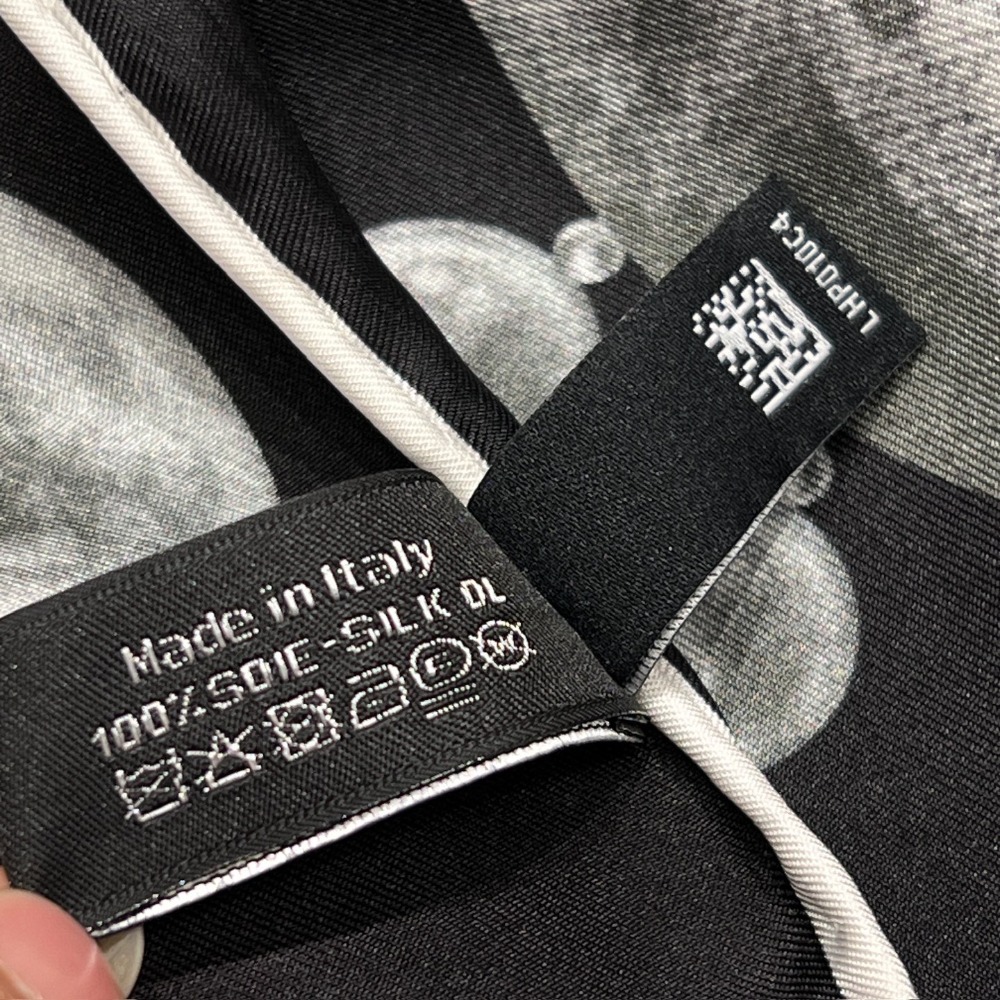 Made in Italy
100% SOIE-SILK DL
LHP010C4